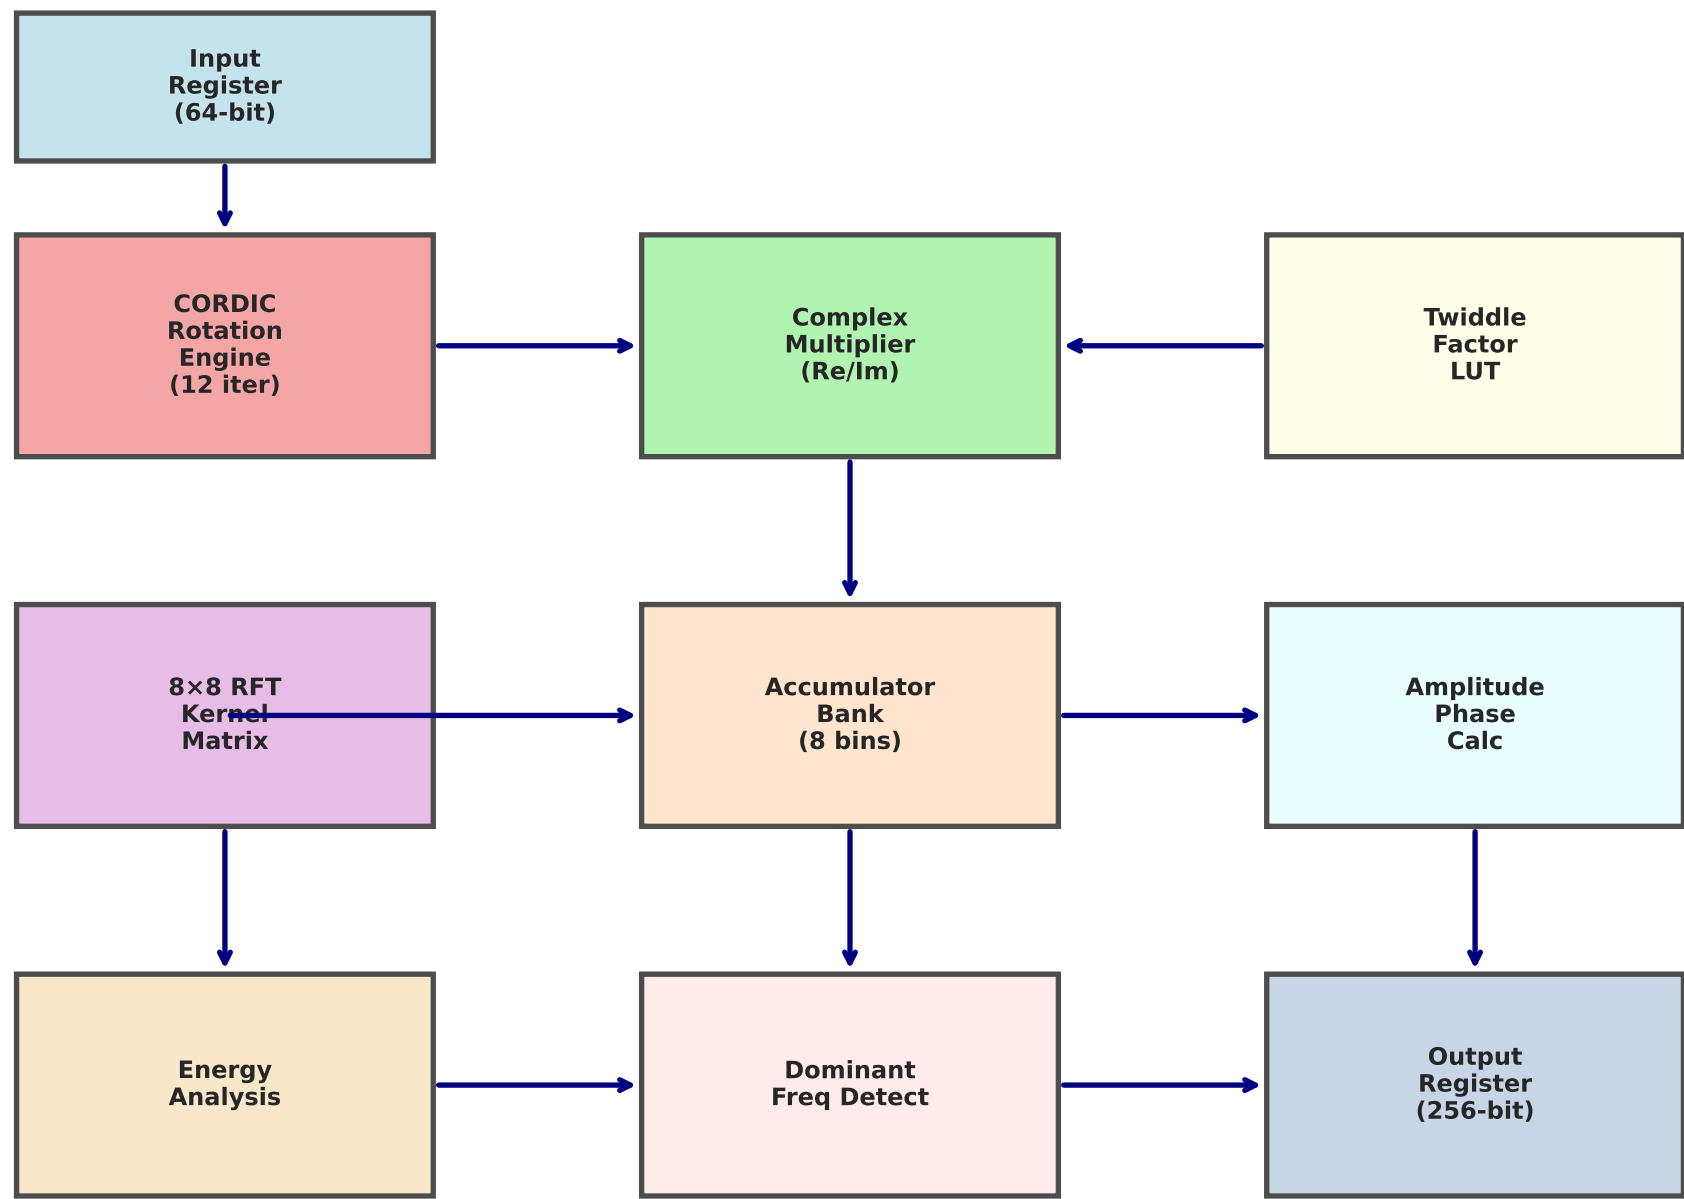 Input
Register
(64-bit)
CORDIC
Rotation
Engine
(12 iter)
Complex
Multiplier
(Re/Im)
Twiddle
Factor
LUT
8×8 RFT
Kernel
Matrix
Accumulator
Bank
(8 bins)
Amplitude
Phase
Calc
Energy
Analysis
Dominant
Freq Detect
Output
Register
(256-bit)